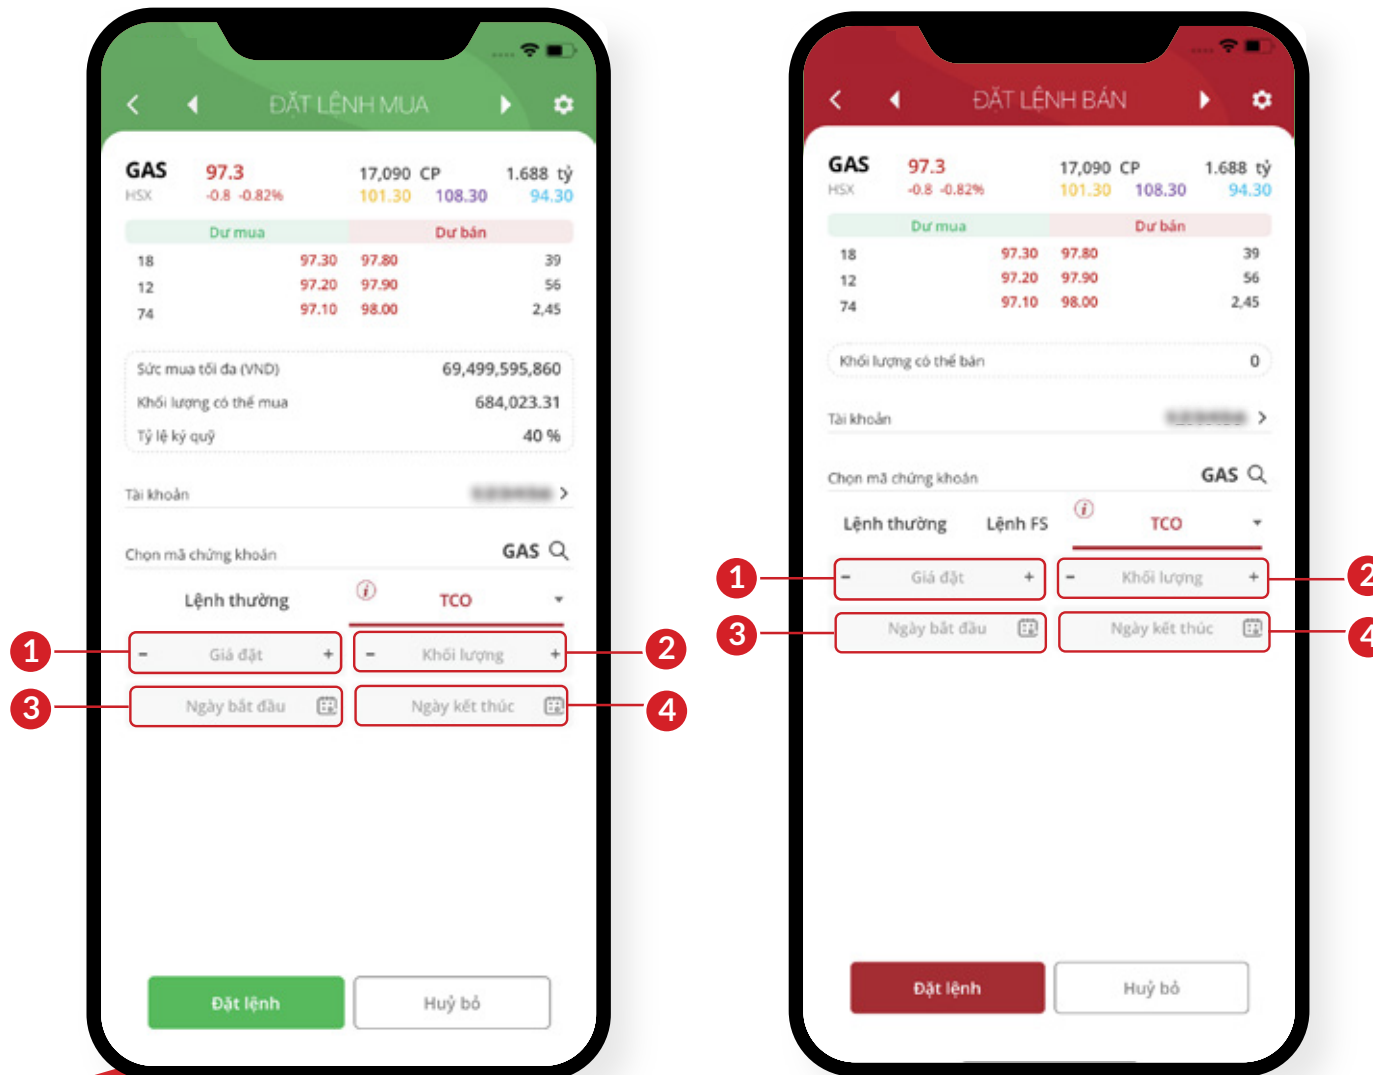 ĐẶT LỆNH MUA
GAS 97.3 17,090 CP 1.688 tỷ
HSX -0.8 -0.82% 101.30 108.30 94.30
Dư mua Dư bán
18 97.30 97.80 39
12 97.20 97.90 56
74 97.10 98.00 2,45
Sức mua tối đa (VND) 69,499,595,860
Khối lượng có thể mua 684,023.31
Tỷ lệ ký quỹ 40 %
Tài khoản
Chọn mã chứng khoán GAS
Lệnh thường i TCO
1 - Giá đặt + - Khối lượng + 2
3 Ngày bắt đầu Ngày kết thúc 4
Đặt lệnh Huỷ bỏ
ĐẶT LỆNH BÁN
GAS 97.3 17,090 CP 1.688 tỷ
HSX -0.8 -0.82% 101.30 108.30 94.30
Dư mua Dư bán
18 97.30 97.80 39
12 97.20 97.90 56
74 97.10 98.00 2,45
Khối lượng có thể bán 0
Tài khoản
Chọn mã chứng khoán GAS
Lệnh thường Lệnh FS i TCO
1 - Giá đặt + - Khối lượng + 2
3 Ngày bắt đầu Ngày kết thúc 4
Đặt lệnh Huỷ bỏ